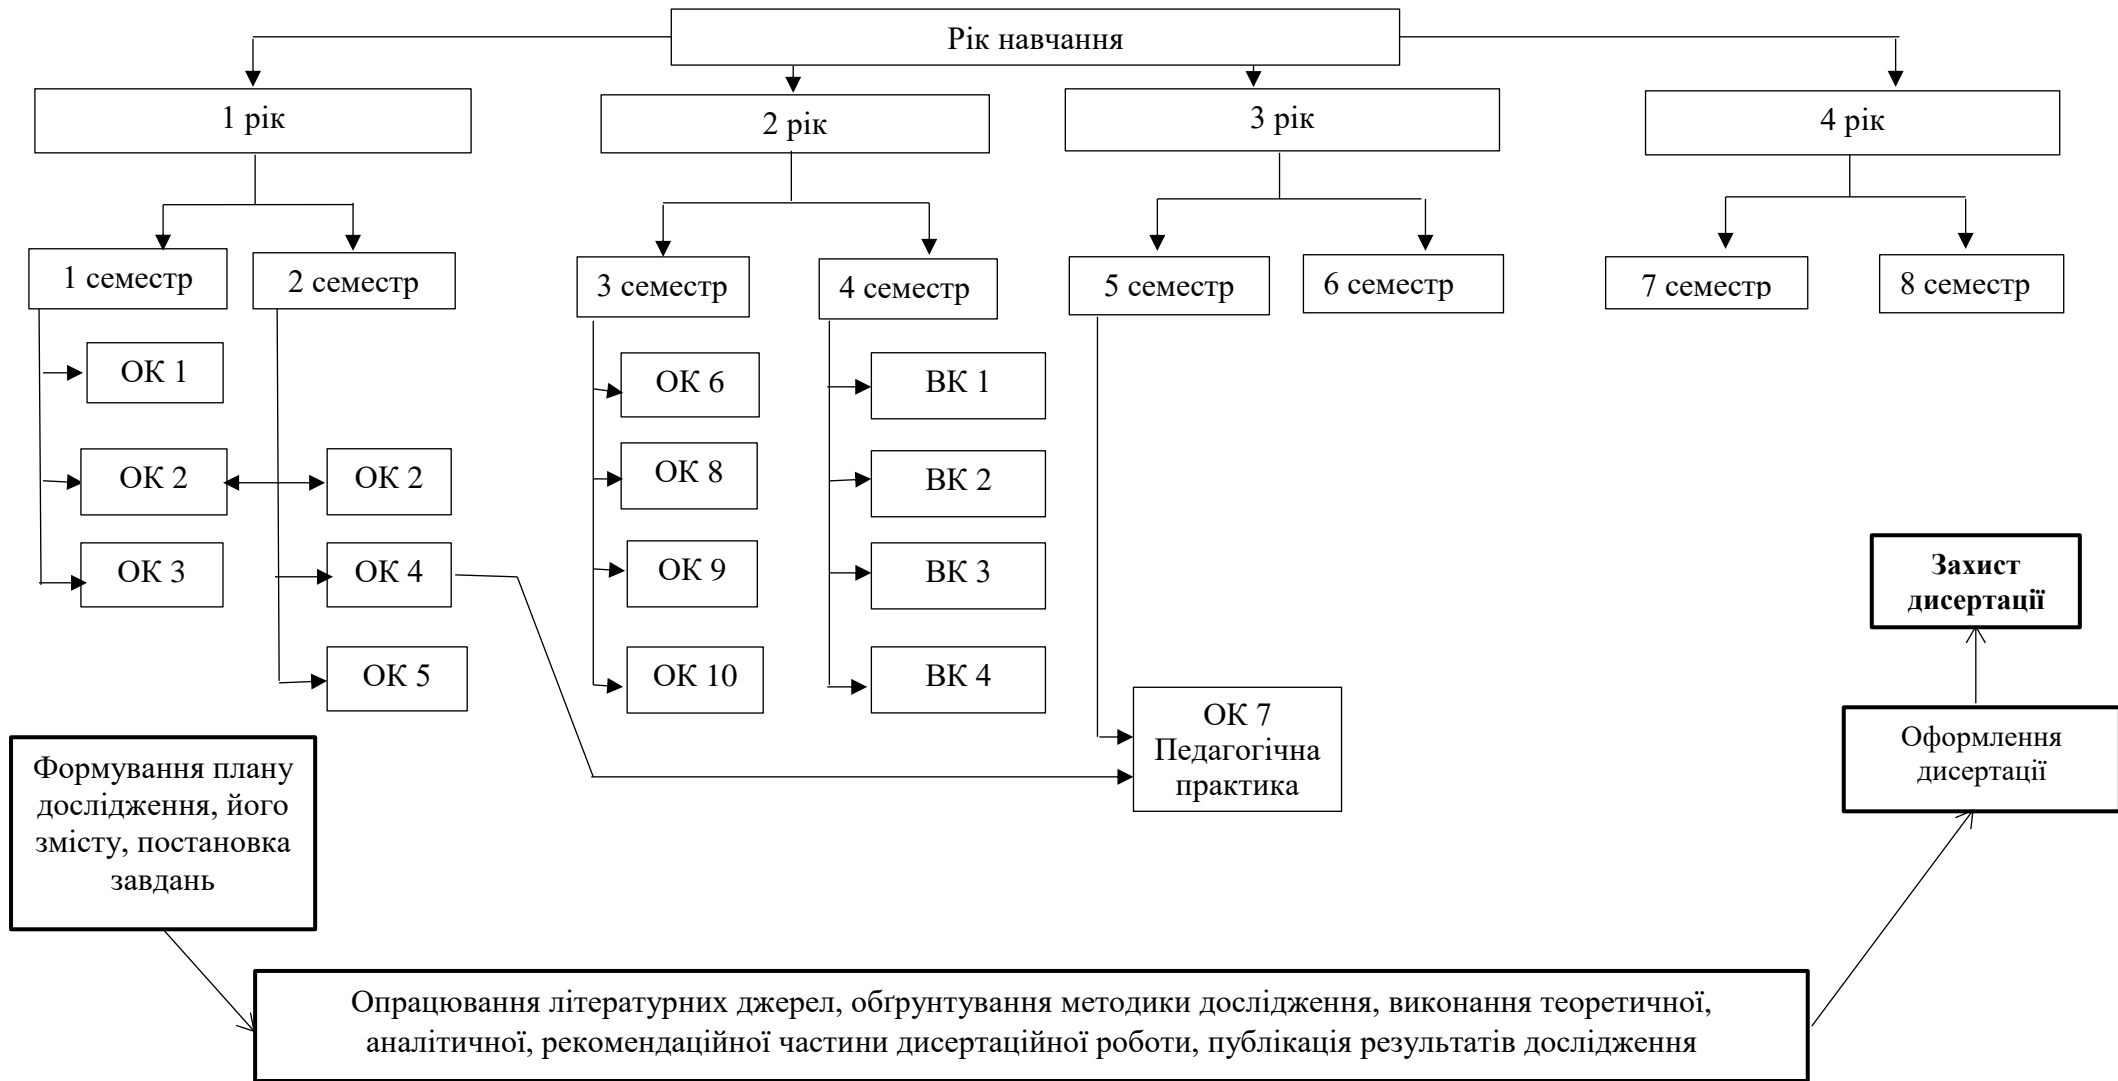 Рік навчання
1 рік
2 рік
3 рік
4 рік
1 семестр
2 семестр
3 семестр
4 семестр
5 семестр
6 семестр
7 семестр
8 семестр
ОК 1
ОК 6
ВК 1
ОК 2
ОК 2
ОК 8
ВК 2
ОК 3
ОК 4
ОК 9
ВК 3
Захист
дисертації
ОК 5
ОК 10
ВК 4
ОК 7
Педагогічна
практика
Оформлення
дисертації
Формування плану
дослідження, його
змісту, постановка
завдань
Опрацювання літературних джерел, обґрунтування методики дослідження, виконання теоретичної,
аналітичної, рекомендаційної частини дисертаційної роботи, публікація результатів дослідження